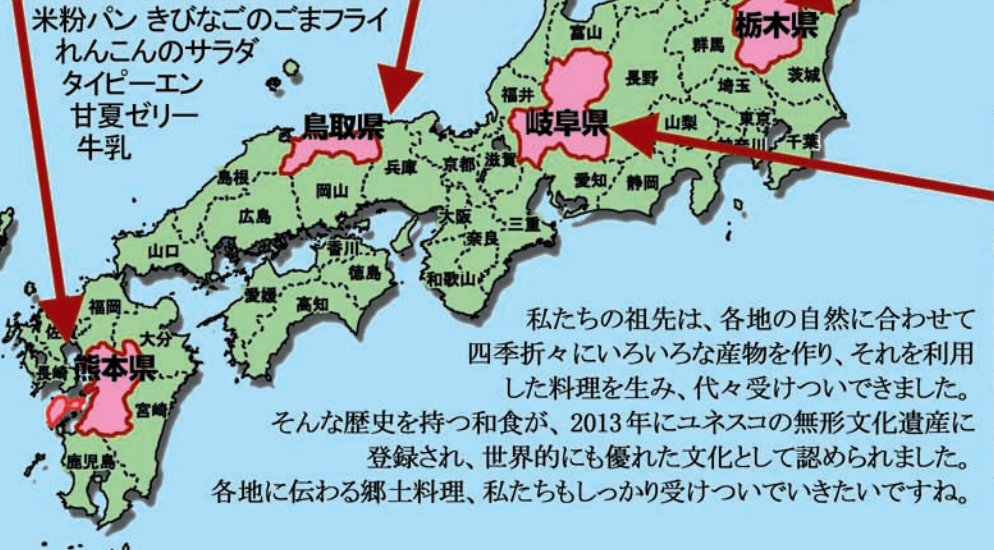 米粉パン きびなごのごまフライ
れんこんのサラダ
タイピーエン
甘夏ゼリー
牛乳
栃木県
富山
群馬
福井
長野
埼玉
茨城
鳥取県
岐阜県
山梨
東京
神奈川
千葉
島根
岡山
兵庫
京都
滋賀
愛知
静岡
広島
大阪
奈良
三重
山口
香川
徳島
和歌山
愛媛
高知
福岡
大分
長崎
熊本県
宮崎
鹿児島
私たちの祖先は、各地の自然に合わせて
四季折々にいろいろな産物を作り、それを利用
した料理を生み、代々受けついできました。
そんな歴史を持つ和食が、2013年にユネスコの無形文化遺産に
登録され、世界的にも優れた文化として認められました。
各地に伝わる郷土料理、私たちもしっかり受けついでいきたいですね。